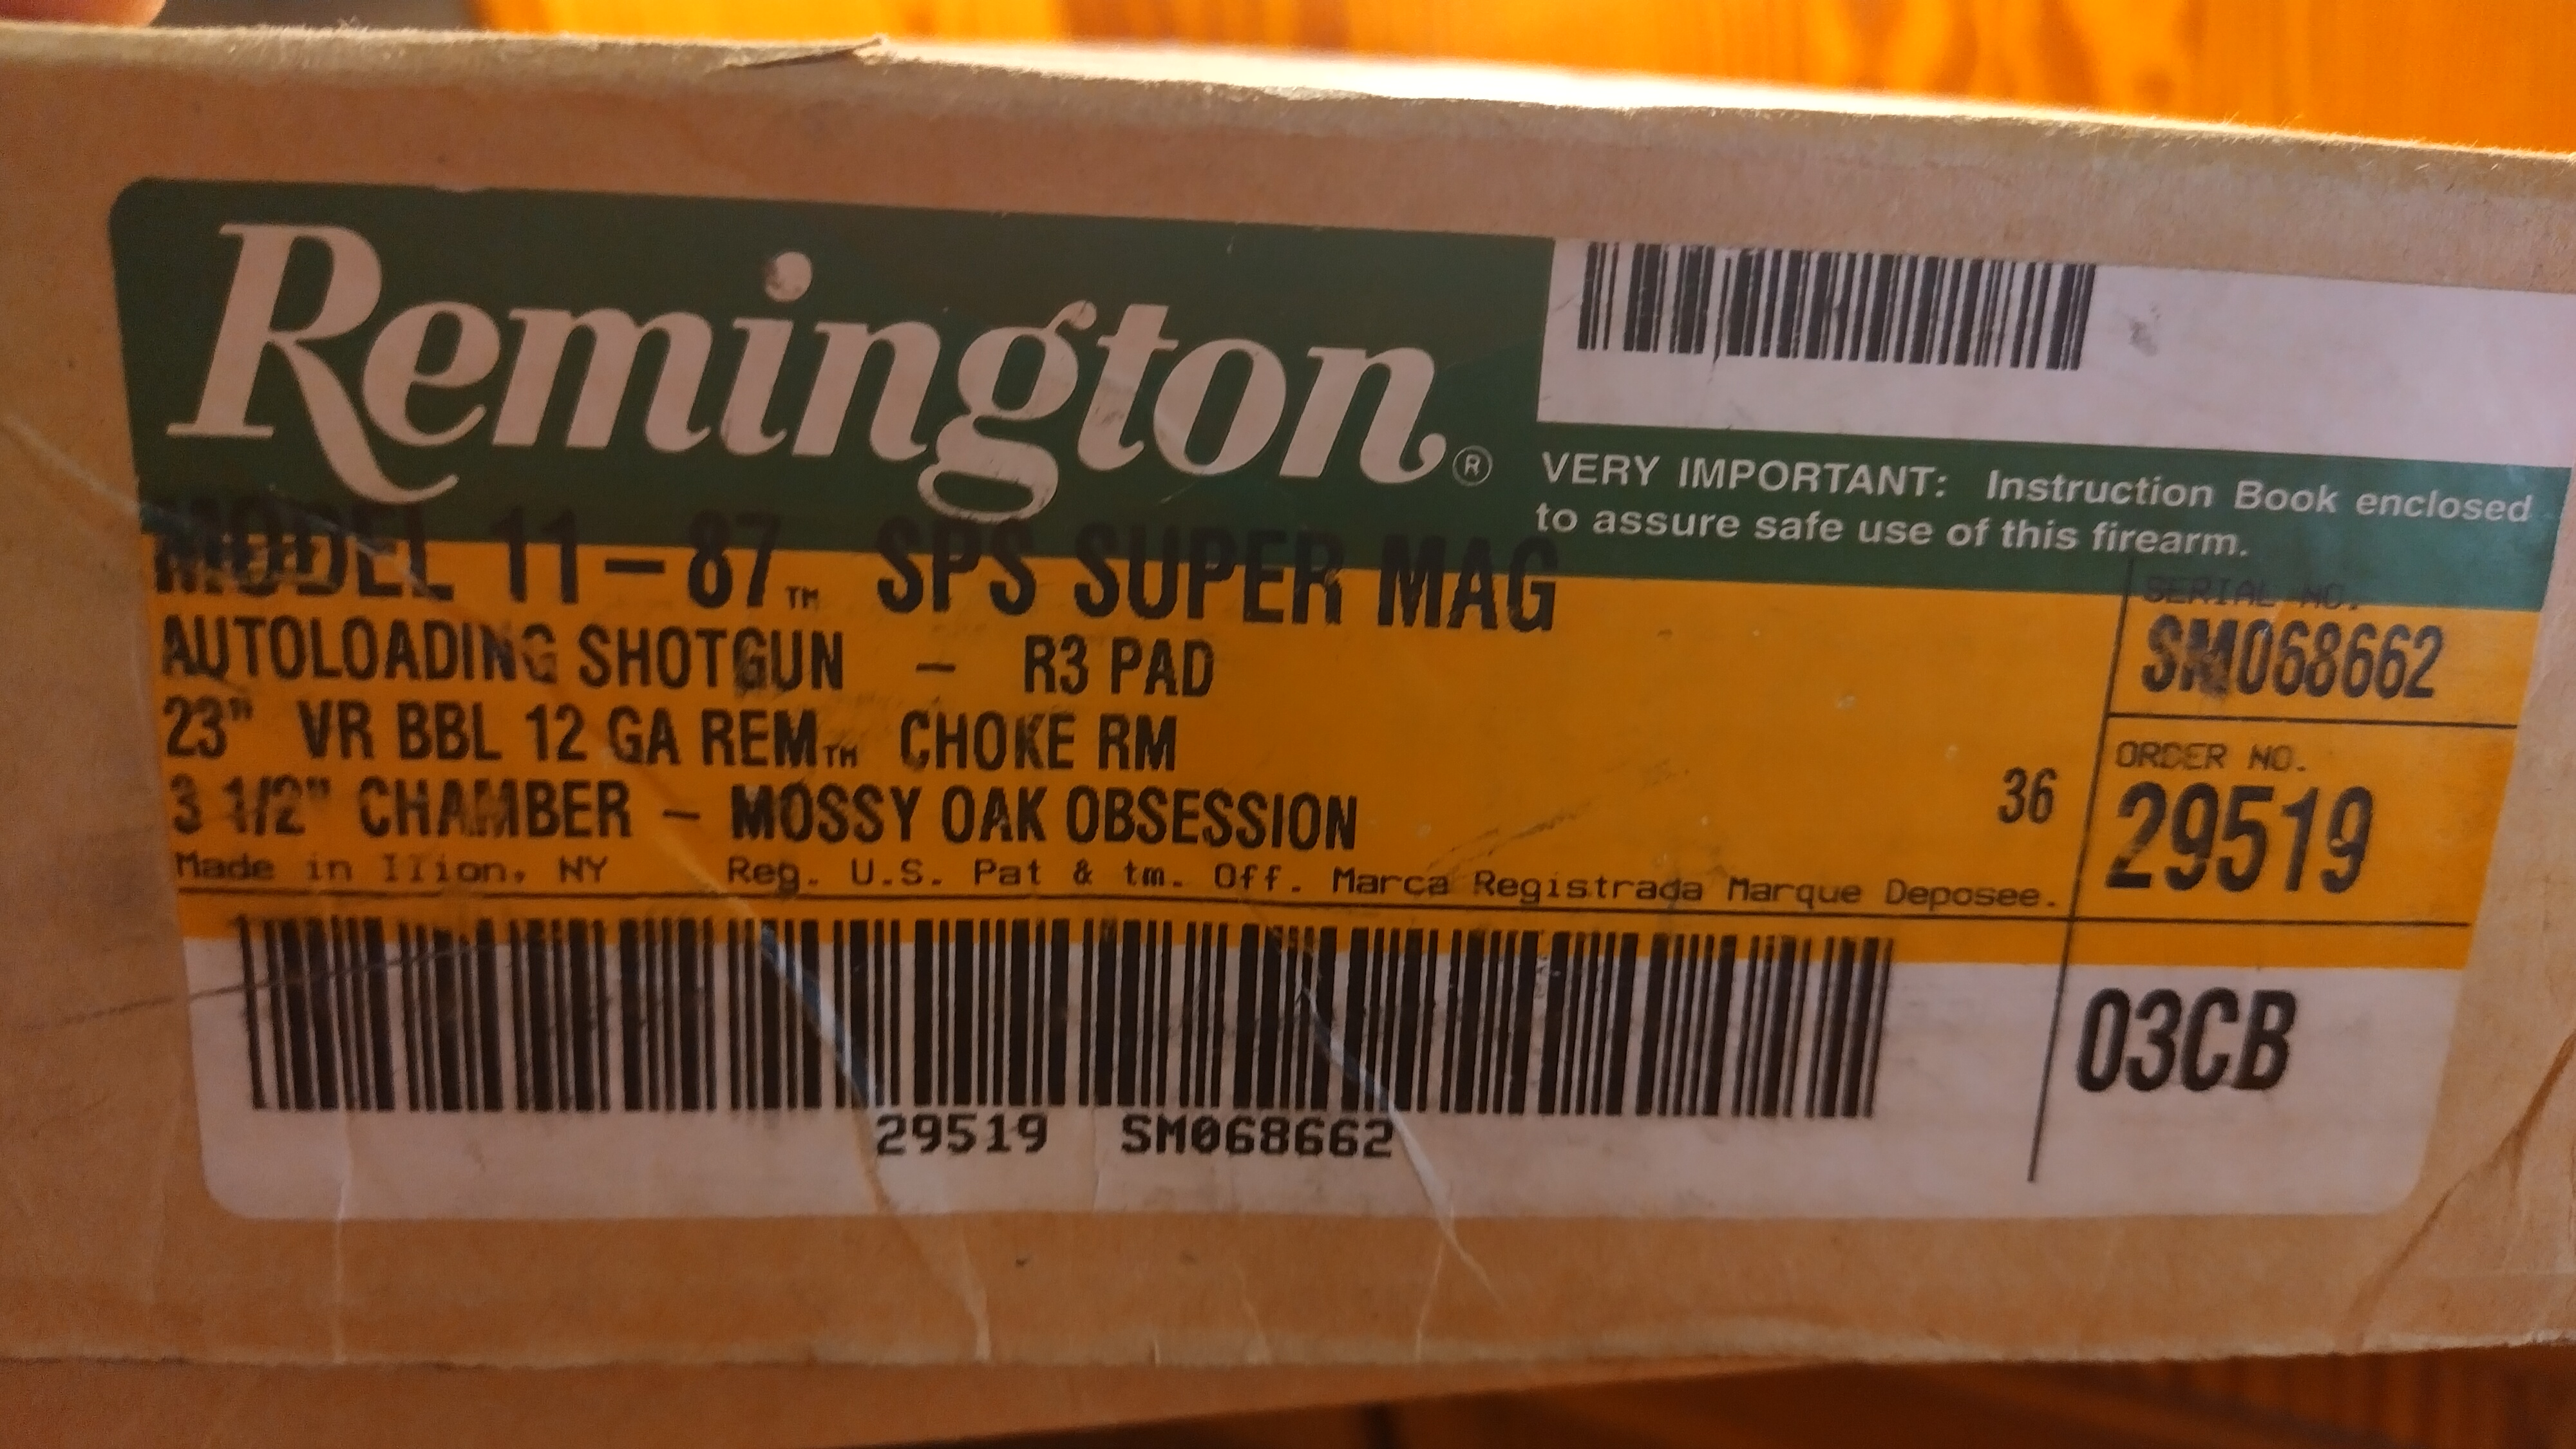 Remington®
VERY IMPORTANT: Instruction Book enclosed
to assure safe use of this firearm.
MODEL 11-87™ SPS SUPER MAG
AUTOLOADING SHOTGUN - R3 PAD
23" VR BBL 12 GA REM™ CHOKE RM
3 1/2" CHAMBER - MOSSY OAK OBSESSION
36
Made in Ilion, NY Reg. U.S. Pat & tm. Off. Marca Registrada Marque Deposee.
SERIAL NO.
SM068662
ORDER NO.
29519
03CB
29519 SM068662